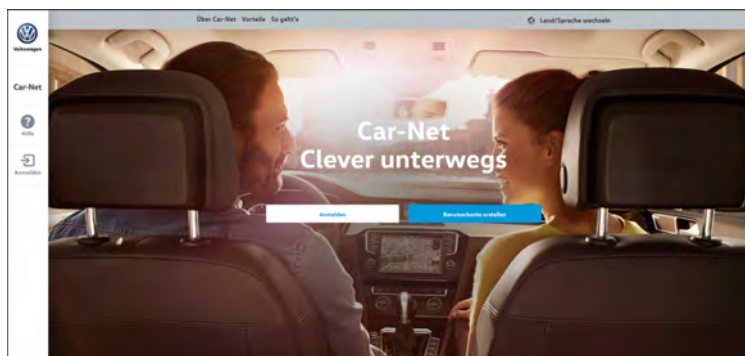 Über Car-Net Vorteile So geht's
Land/Sprache wechseln
Volkswagen
Car-Net
Hilfe
Anmelden
Car-Net
Clever unterwegs
Anmelden
Benutzerkonto erstellen